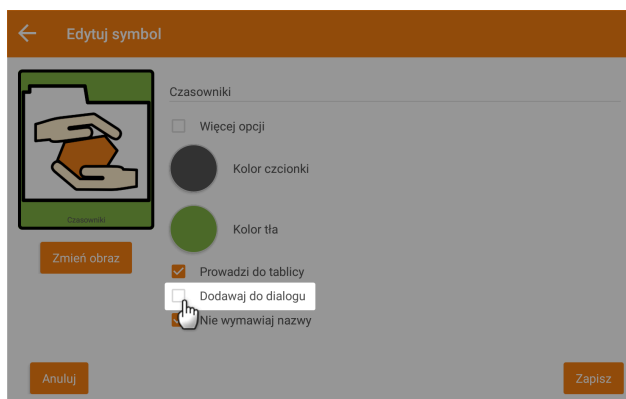 Edytuj symbol
Czasowniki
Więcej opcji
Kolor czcionki
Czasowniki
Kolor tła
Zmień obraz
Prowadzi do tablicy
Dodawaj do dialogu
Nie wymawiaj nazwy
Anuluj
Zapisz